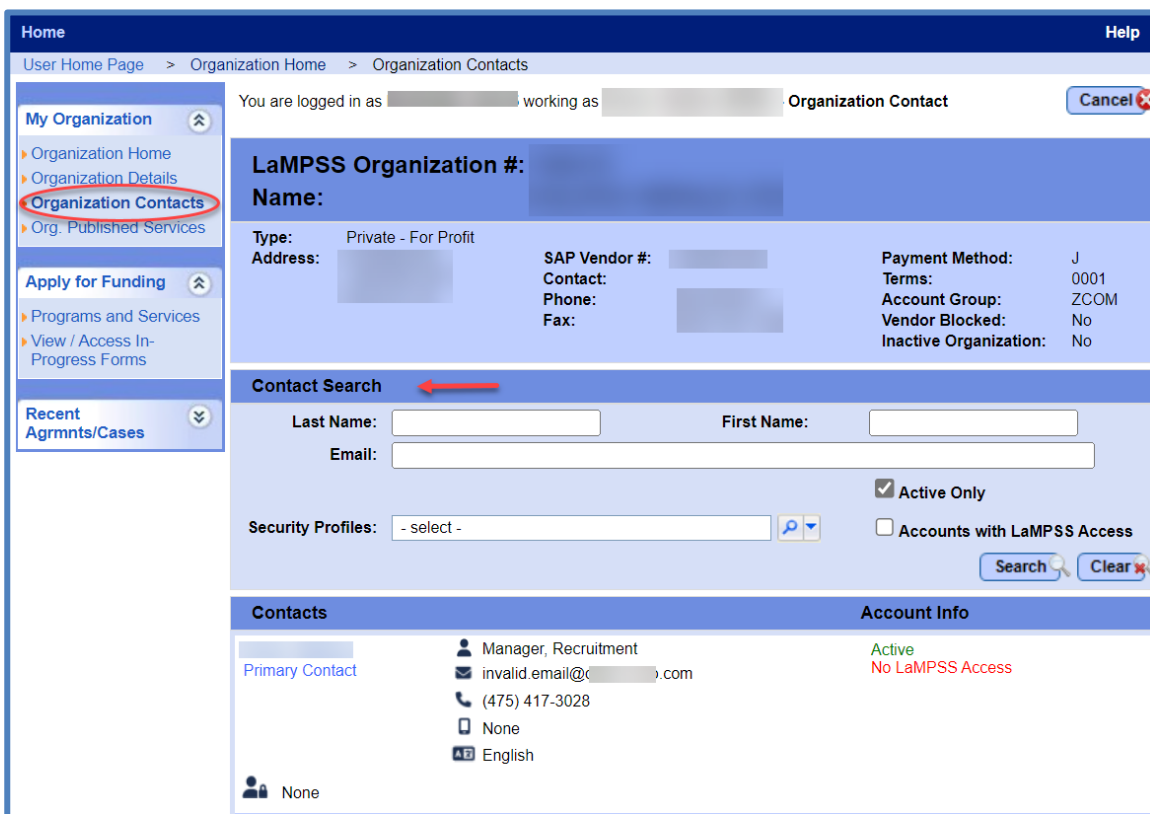 Home Help
User Home Page > Organization Home > Organization Contacts
You are logged in as working as Organization Contact Cancel
My Organization
Organization Home
Organization Details
Organization Contacts
Org. Published Services
Apply for Funding
Programs and Services
View / Access In-
Progress Forms
Recent
Agrmnts/Cases
LaMPSS Organization #:
Name:
Type: Private - For Profit
Address: SAP Vendor #: Payment Method: J
Contact: Terms: 0001
Phone: Account Group: ZCOM
Fax: Vendor Blocked: No
Inactive Organization: No
Contact Search
Last Name: First Name:
Email:
Active Only
Security Profiles: - select - Accounts with LaMPSS Access
Search Clear
Contacts Account Info
Manager, Recruitment Active
Primary Contact invalid.email@ .com No LaMPSS Access
(475) 417-3028
None
English
None